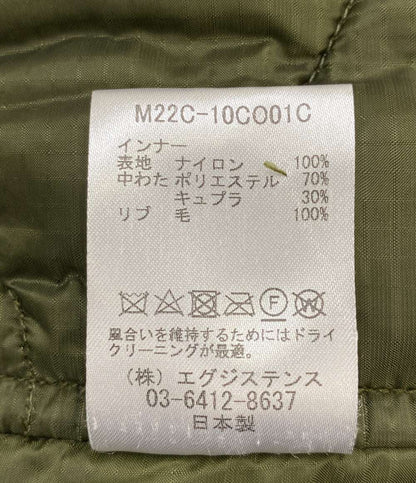 M22C-10CO01C
インナー
表地 ナイロン 100%
中わた ポリエステル 70%
キュプラ 30%
リブ 毛 100%
F W
風合いを維持するためにはドライ
クリーニングが最適。
(株) エグジステンス
03-6412-8637
日本製